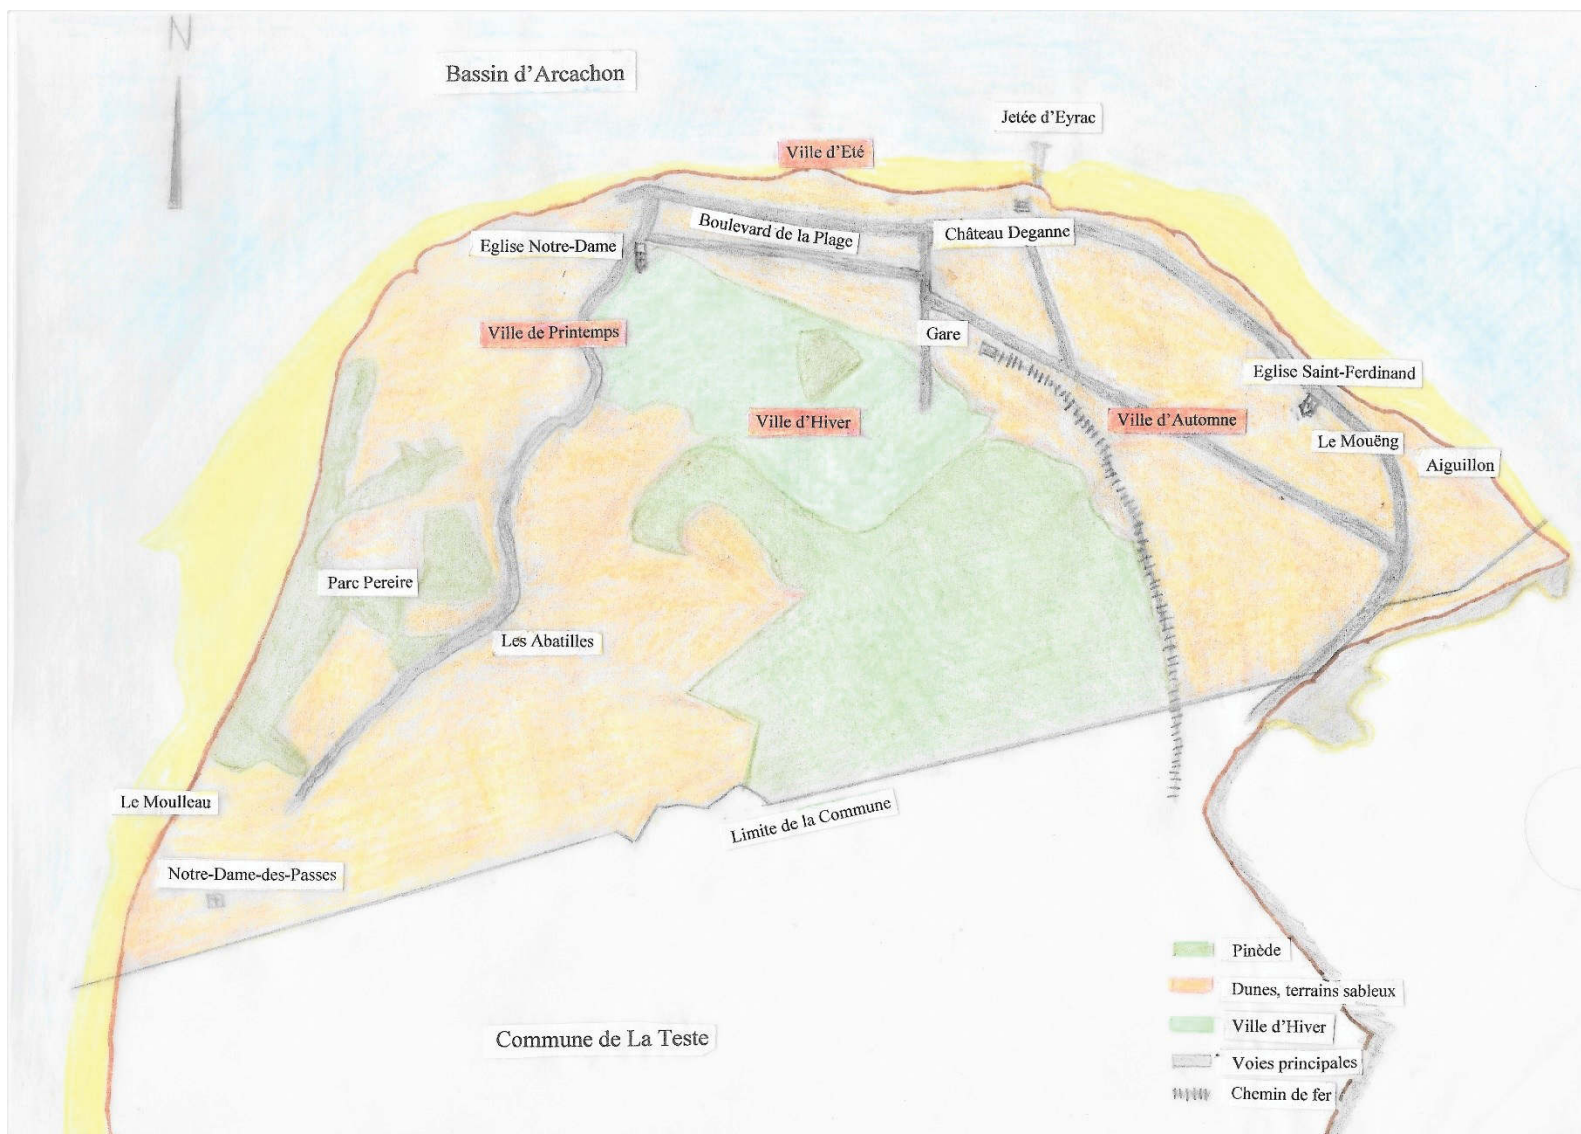 N
Bassin d'Arcachon
Jetée d'Eyrac
Ville d'Eté
Boulevard de la Plage
Château Deganne
Eglise Notre-Dame
Ville de Printemps
Gare
Eglise Saint-Ferdinand
Ville d'Hiver
Ville d'Automne
Le Mouëng
Aiguillon
Parc Pereire
Les Abatilles
Le Moulleau
Limite de la Commune
Notre-Dame-des-Passes
Commune de La Teste
Pinède
Dunes, terrains sableux
Ville d'Hiver
Voies principales
Chemin de fer